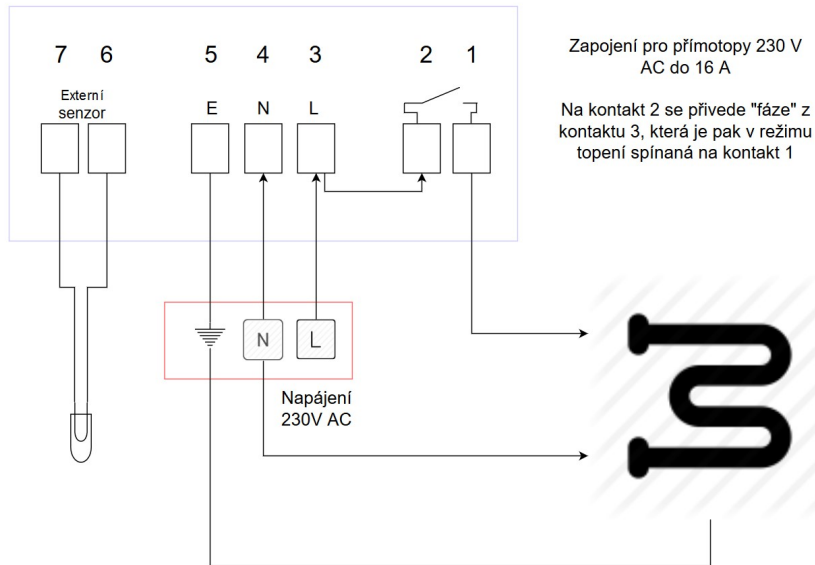 7 6 5 4 3 2 1
Externí
senzor
E N L
Zapojení pro přímotopy 230 V
AC do 16 A
Na kontakt 2 se přivede "fáze" z
kontaktu 3, která je pak v režimu
topení spínaná na kontakt 1
N L
Napájení
230V AC